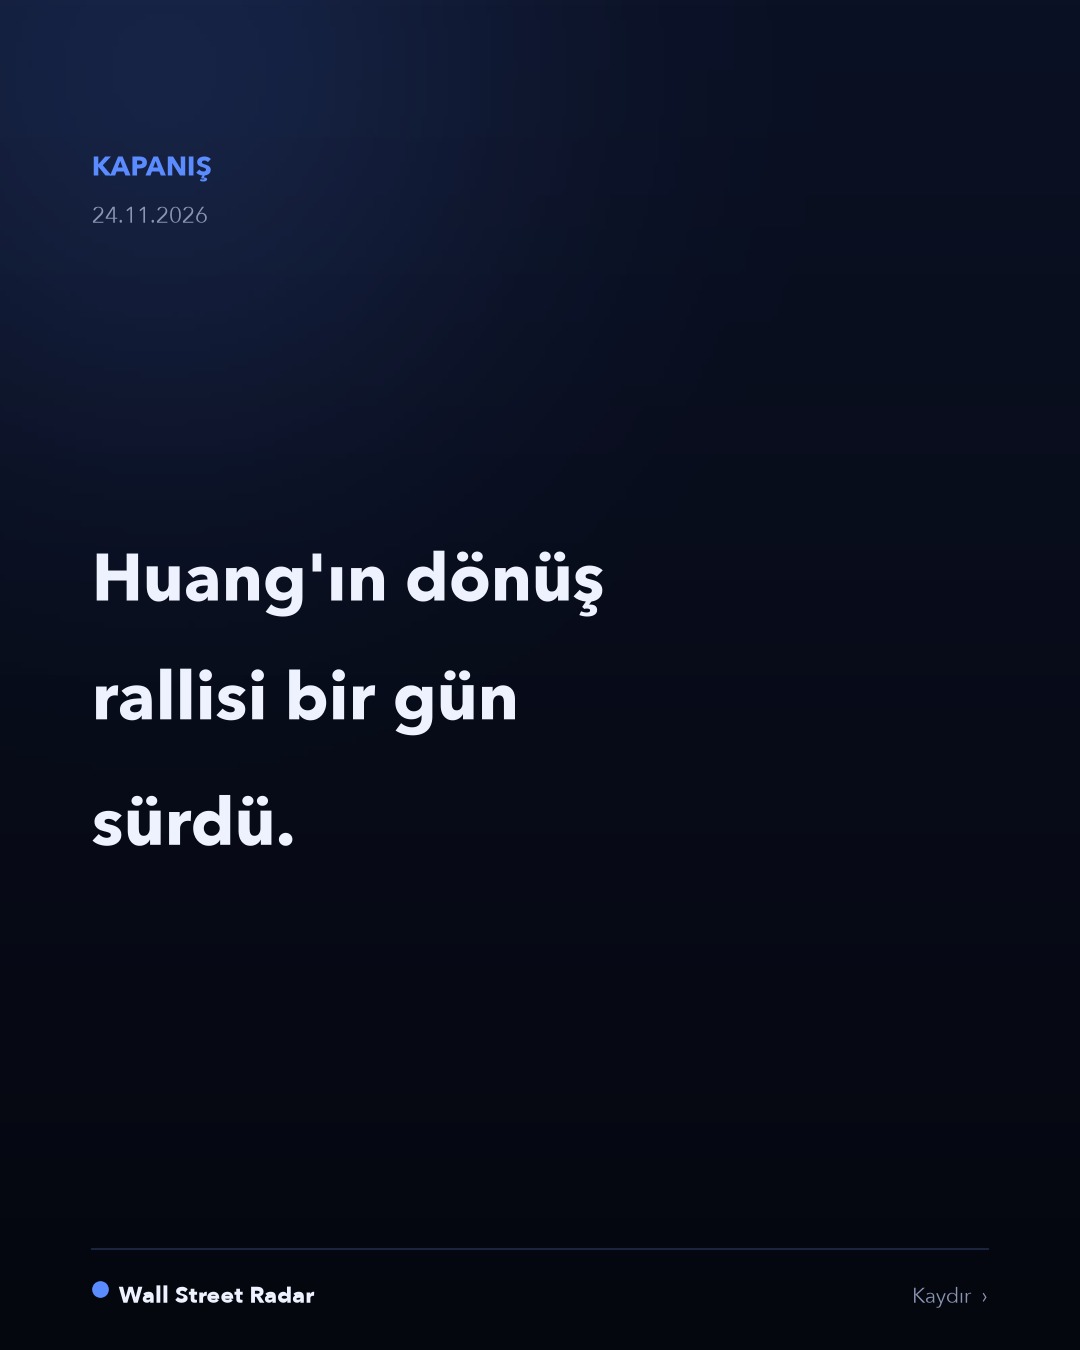 KAPANIŞ
24.11.2026
Huang'ın dönüş
rallisi bir gün
sürdü.
Wall Street Radar
Kaydır ›